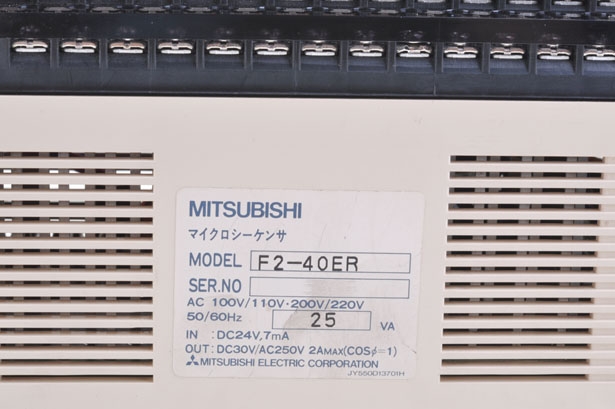 MITSUBISHI
マイクロシーケンサ
MODEL F2-40ER
SER.NO
AC 100V/110V·200V/220V
50/60Hz 25 VA
IN :DC24V,7mA
OUT:DC30V/AC250V 2AMAX(COSφ=1)
MITSUBISHI ELECTRIC CORPORATION
JY550D13701H